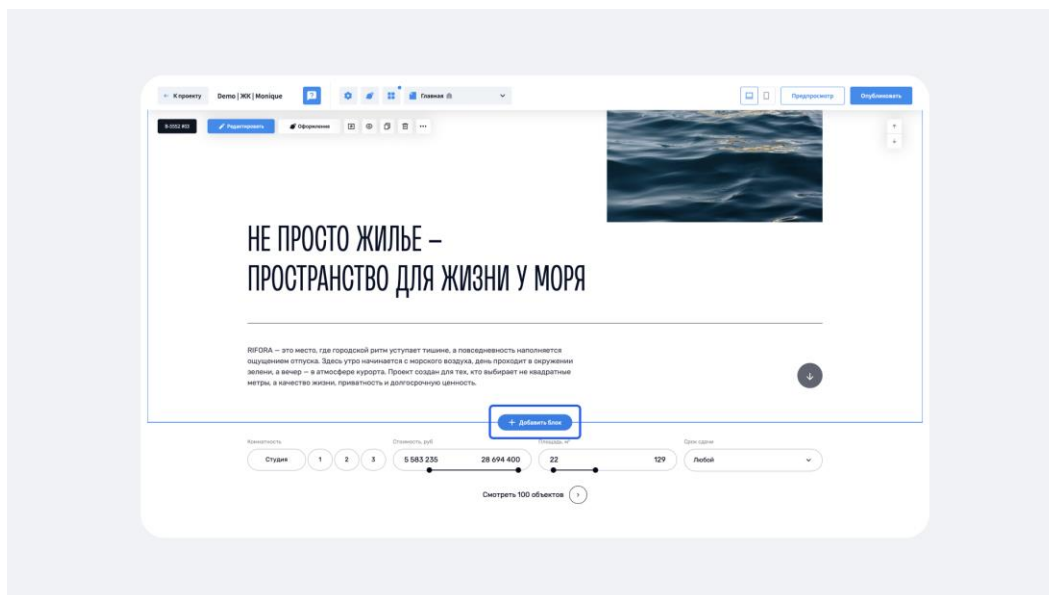 ← К проекту
Demo | ЖК | Monique
?
Главная
Предпросмотр
Опубликовать
Редактировать
Оформление
НЕ ПРОСТО ЖИЛЬЕ –
ПРОСТРАНСТВО ДЛЯ ЖИЗНИ У МОРЯ
RIFORA — это место, где городской ритм уступает тишине, а повседневность наполняется
ощущением отпуска. Здесь утро начинается с морского воздуха, день проходит в окружении
зелени, а вечер — в атмосфере курорта. Проект создан для тех, кто выбирает не квадратные
метры, а качество жизни, приватность и долгосрочную ценность.
+ Добавить блок
Комнатность
Стоимость, руб
Площадь, м²
Срок сдачи
Студия
1
2
3
5 583 235
28 694 400
22
129
Любой
Смотреть 100 объектов